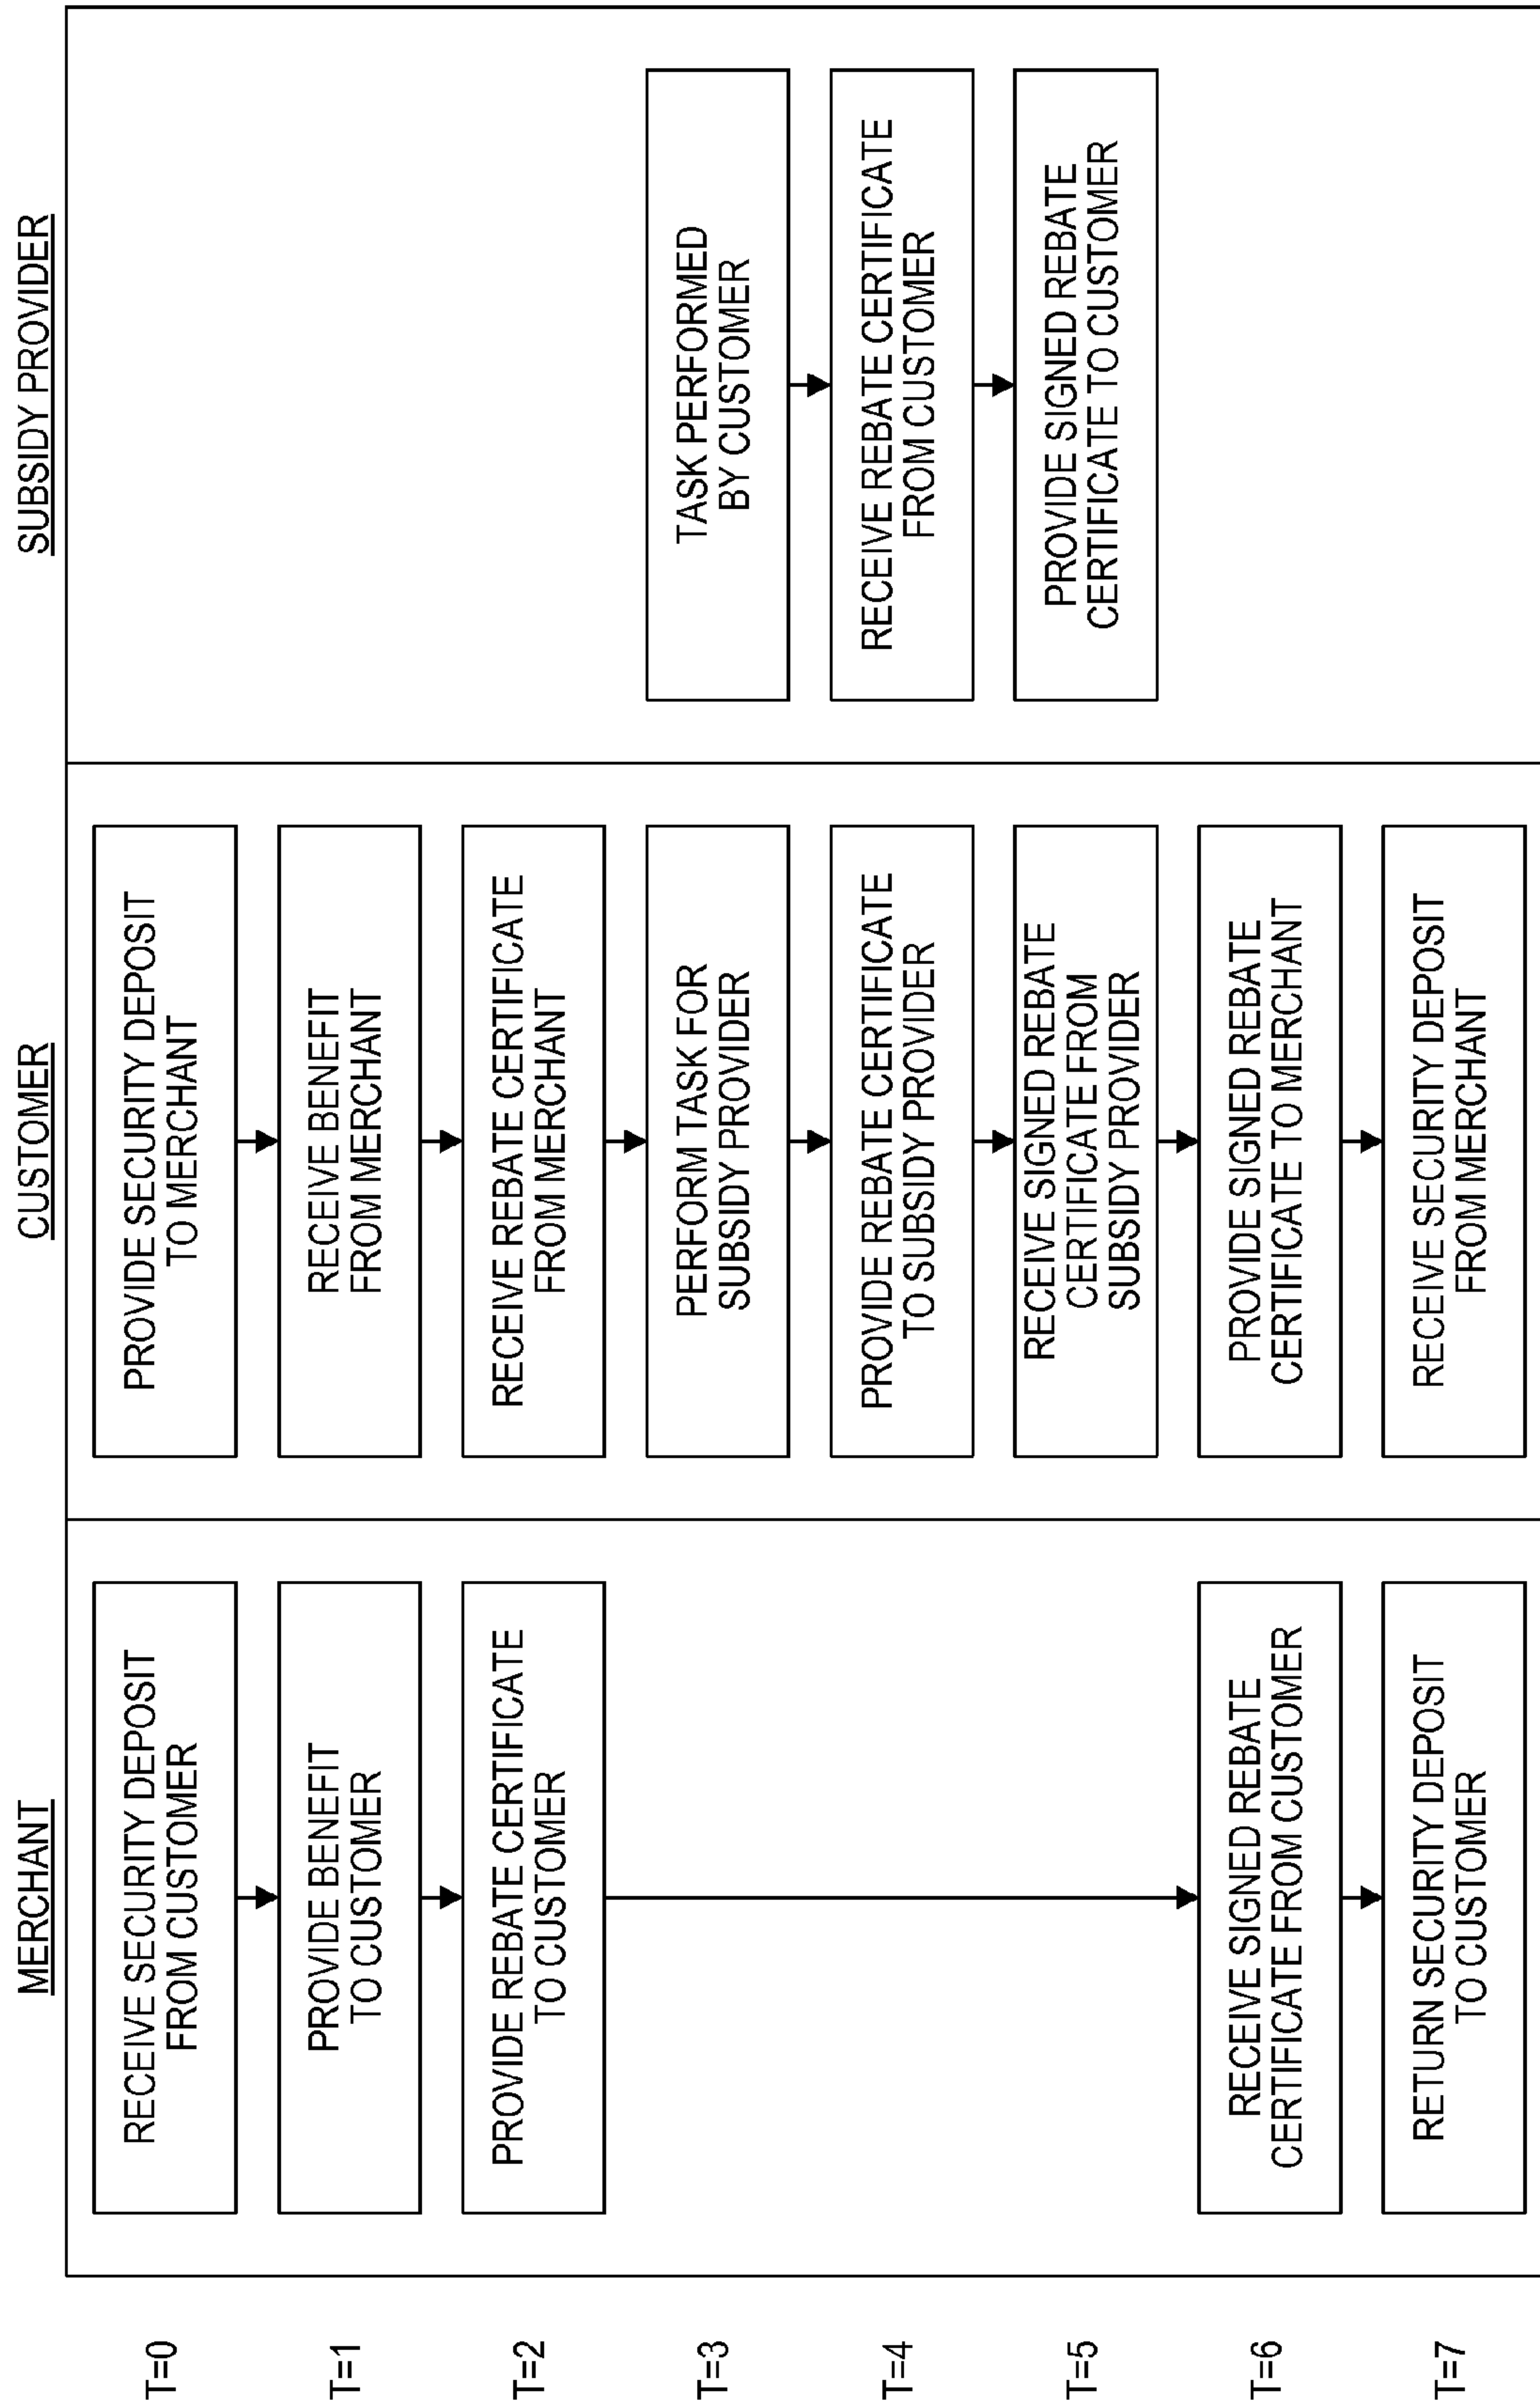 MERCHANT
CUSTOMER
SUBSIDY PROVIDER
T=0
RECEIVE SECURITY DEPOSIT
FROM CUSTOMER
PROVIDE SECURITY DEPOSIT
TO MERCHANT
T=1
PROVIDE BENEFIT
TO CUSTOMER
RECEIVE BENEFIT
FROM MERCHANT
T=2
PROVIDE REBATE CERTIFICATE
TO CUSTOMER
RECEIVE REBATE CERTIFICATE
FROM MERCHANT
T=3
PERFORM TASK FOR
SUBSIDY PROVIDER
TASK PERFORMED
BY CUSTOMER
T=4
PROVIDE REBATE CERTIFICATE
TO SUBSIDY PROVIDER
RECEIVE REBATE CERTIFICATE
FROM CUSTOMER
T=5
RECEIVE SIGNED REBATE
CERTIFICATE FROM
SUBSIDY PROVIDER
PROVIDE SIGNED REBATE
CERTIFICATE TO CUSTOMER
T=6
RECEIVE SIGNED REBATE
CERTIFICATE FROM CUSTOMER
PROVIDE SIGNED REBATE
CERTIFICATE TO MERCHANT
T=7
RETURN SECURITY DEPOSIT
TO CUSTOMER
RECEIVE SECURITY DEPOSIT
FROM MERCHANT